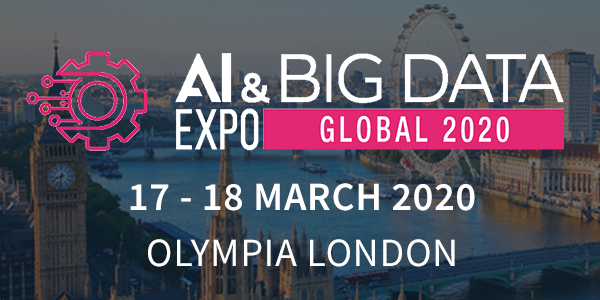 AI & BIG DATA
EXPO GLOBAL 2020
17 - 18 MARCH 2020
OLYMPIA LONDON